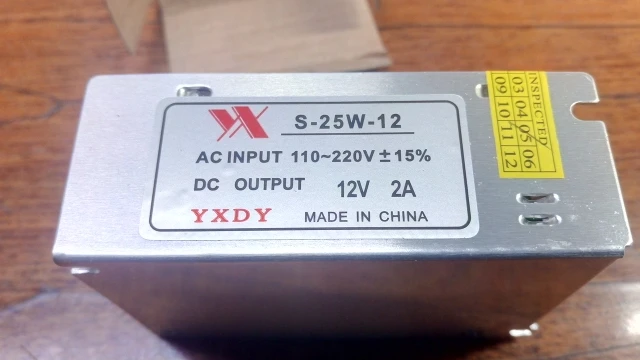 S-25W-12
AC INPUT 110~220V ±15%
DC OUTPUT 12V 2A
YXDY MADE IN CHINA
INSPECTED
03 04 05 06
09 10 11 12